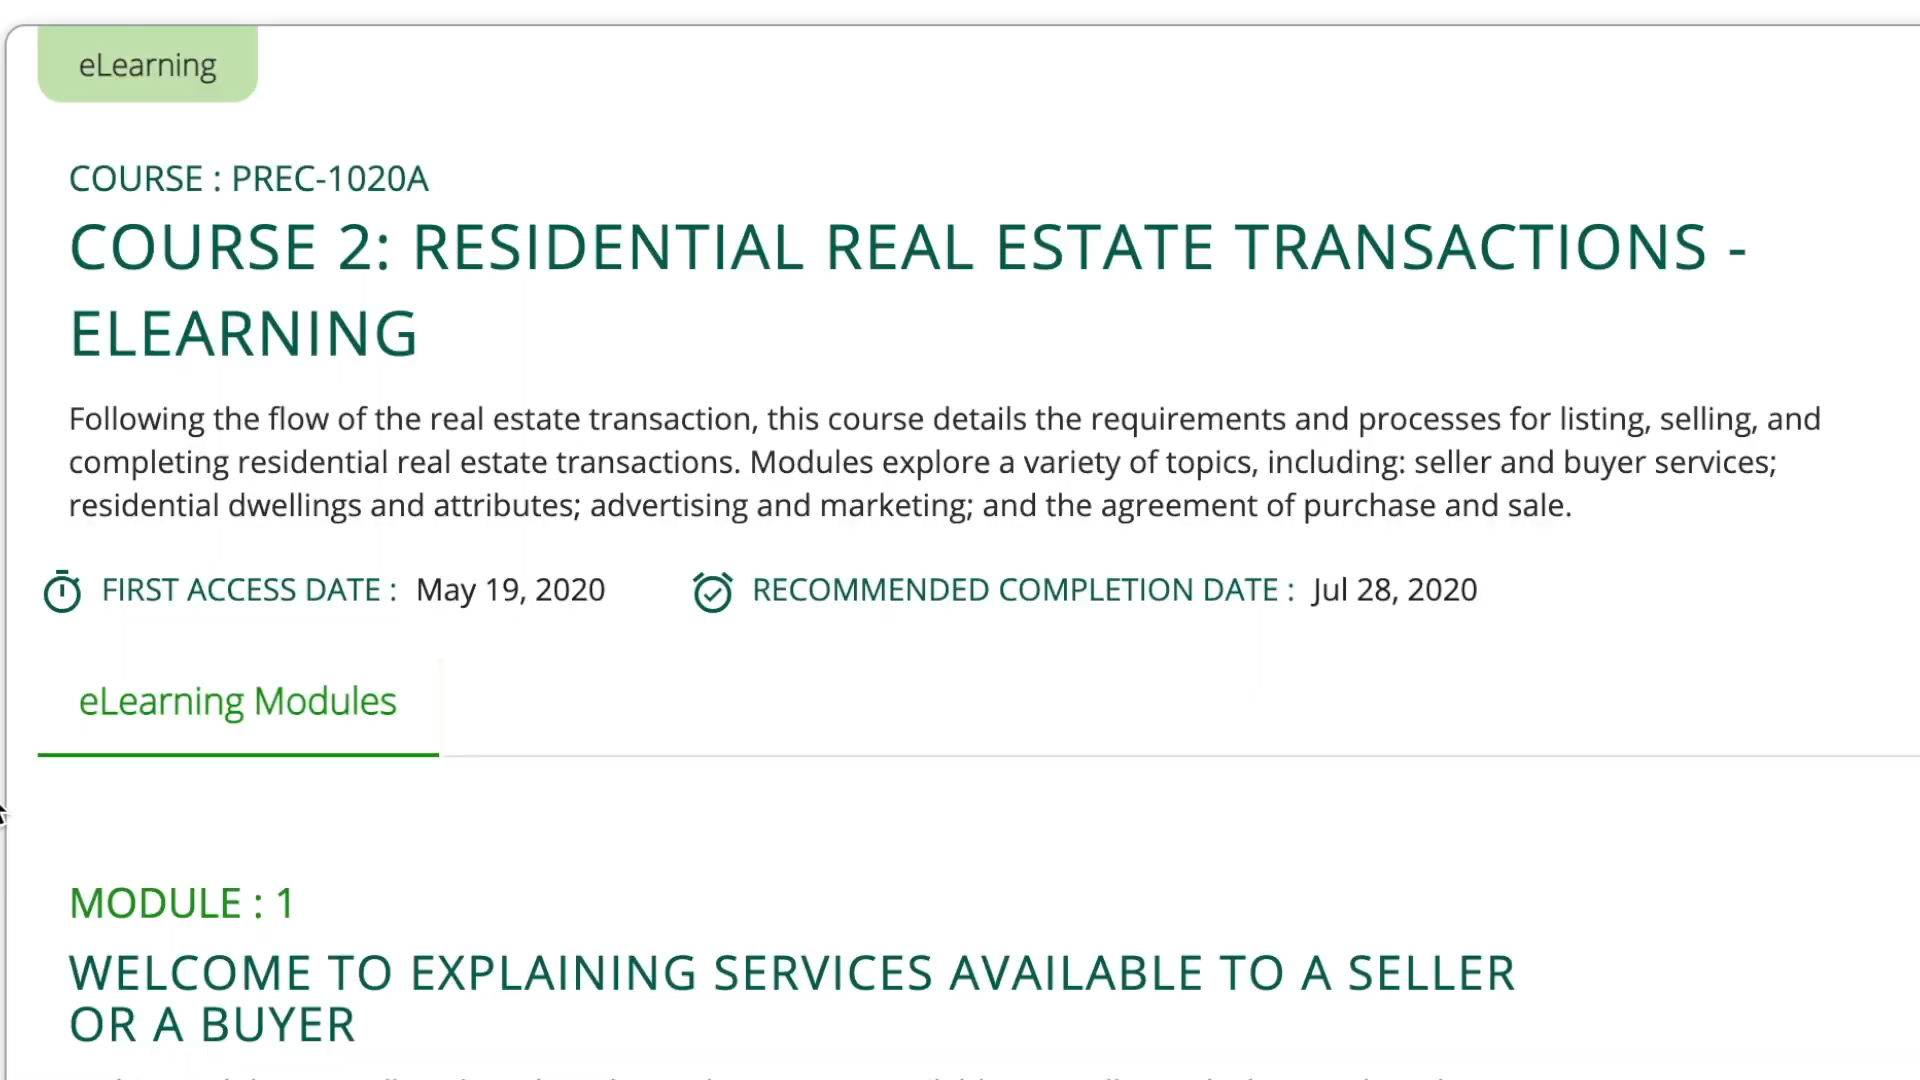 eLearning
COURSE : PREC-1020A
COURSE 2: RESIDENTIAL REAL ESTATE TRANSACTIONS -
ELEARNING
Following the flow of the real estate transaction, this course details the requirements and processes for listing, selling, and
completing residential real estate transactions. Modules explore a variety of topics, including: seller and buyer services;
residential dwellings and attributes; advertising and marketing; and the agreement of purchase and sale.
FIRST ACCESS DATE : May 19, 2020 RECOMMENDED COMPLETION DATE : Jul 28, 2020
eLearning Modules
MODULE : 1
WELCOME TO EXPLAINING SERVICES AVAILABLE TO A SELLER
OR A BUYER